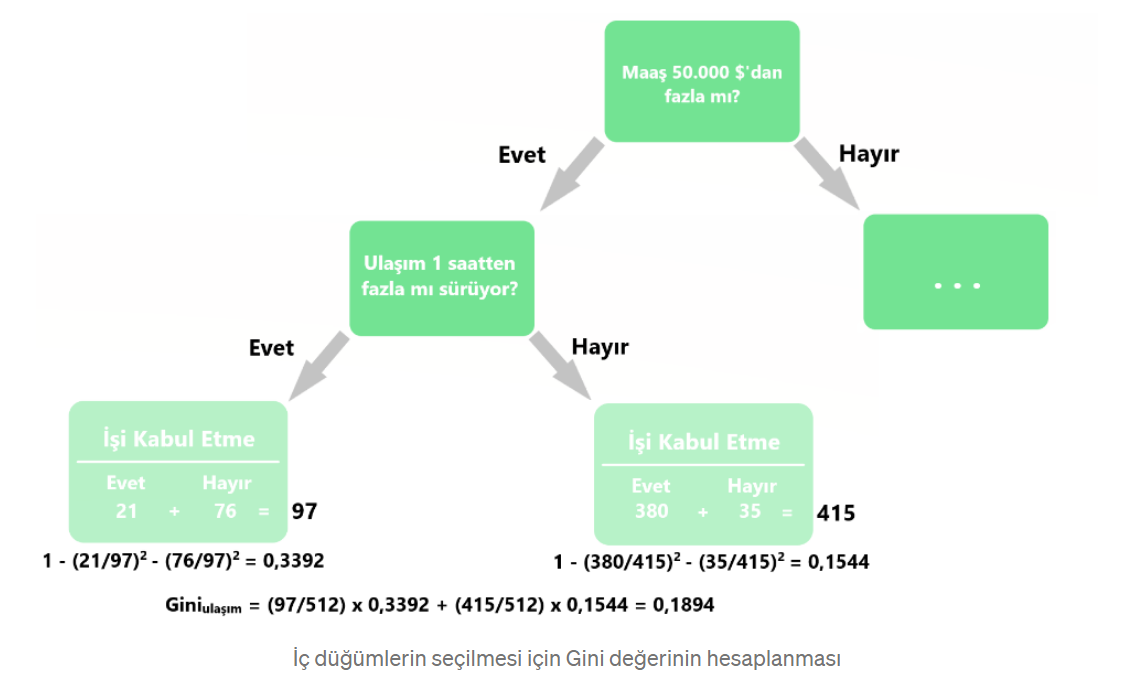 Maaş 50.000 $'dan
fazla mı?
Evet
Hayır
Ulaşım 1 saatten
fazla mı sürüyor?
. . .
Evet
Hayır
İşi Kabul Etme
Evet Hayır
21 + 76 = 97
1 - (21/97)² - (76/97)² = 0,3392
İşi Kabul Etme
Evet Hayır
380 + 35 = 415
1 - (380/415)² - (35/415)² = 0,1544
Giniulaşım = (97/512) x 0,3392 + (415/512) x 0,1544 = 0,1894
İç düğümlerin seçilmesi için Gini değerinin hesaplanması